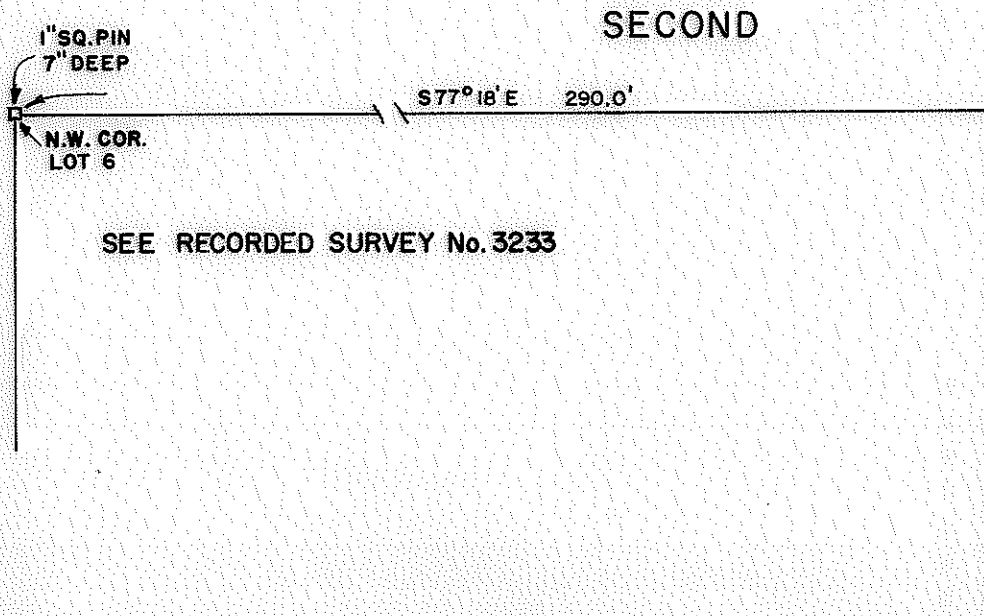 SECOND
1"SQ.PIN
7"DEEP
S77°18'E 290.0'
N.W. COR.
LOT 6
SEE RECORDED SURVEY No. 3233